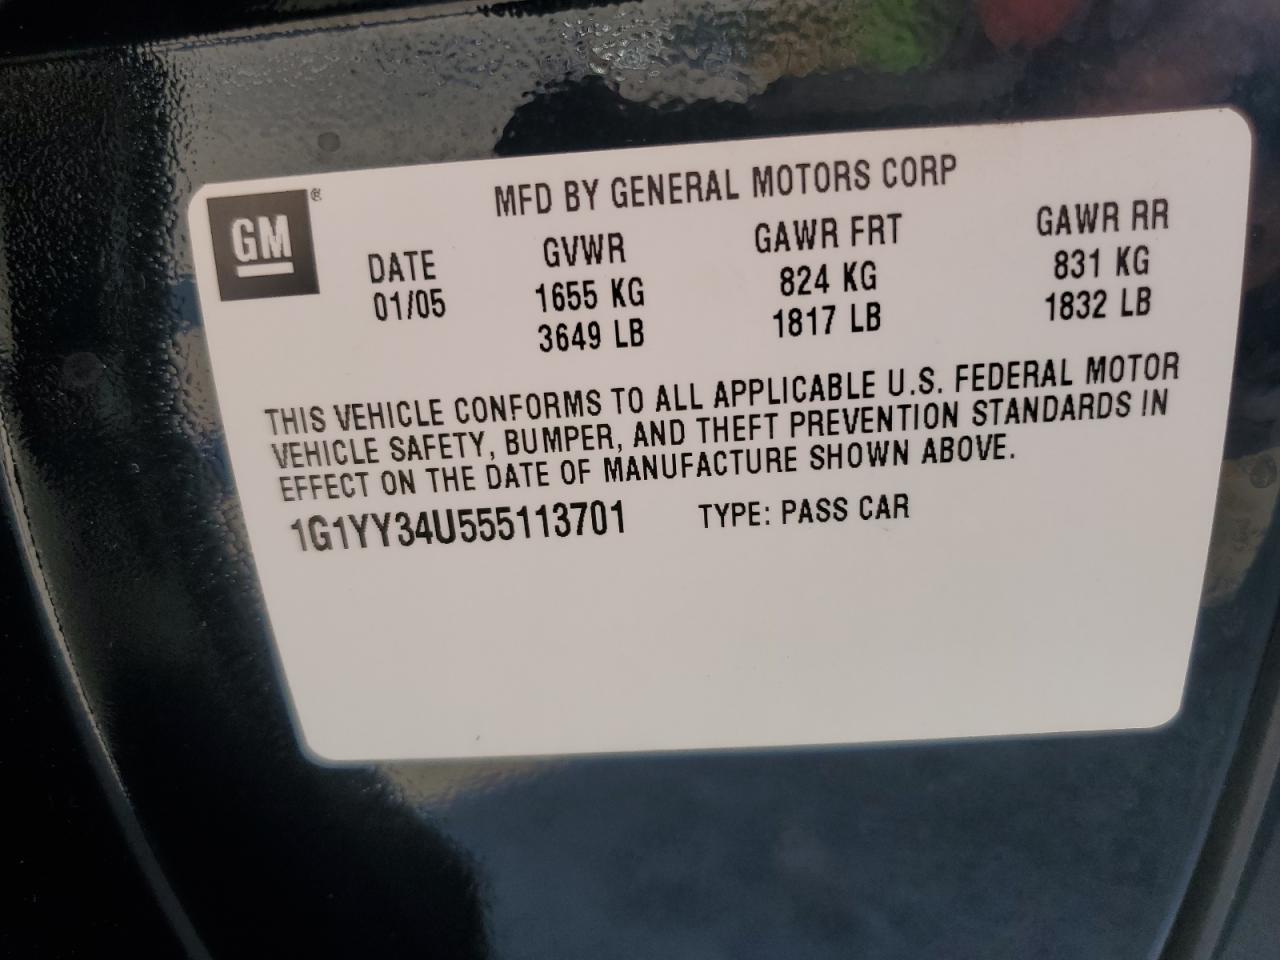 GM ®
MFD BY GENERAL MOTORS CORP
DATE GVWR GAWR FRT GAWR RR
01/05 1655 KG 824 KG 831 KG
3649 LB 1817 LB 1832 LB
THIS VEHICLE CONFORMS TO ALL APPLICABLE U.S. FEDERAL MOTOR
VEHICLE SAFETY, BUMPER, AND THEFT PREVENTION STANDARDS IN
EFFECT ON THE DATE OF MANUFACTURE SHOWN ABOVE.
1G1YY34U555113701 TYPE: PASS CAR